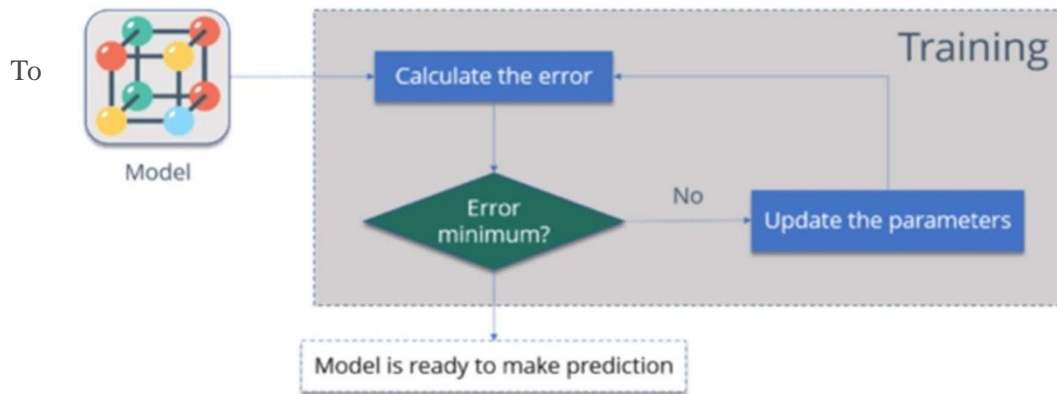 Training
To
Calculate the error
Model
Error
minimum?
No
Update the parameters
Model is ready to make prediction